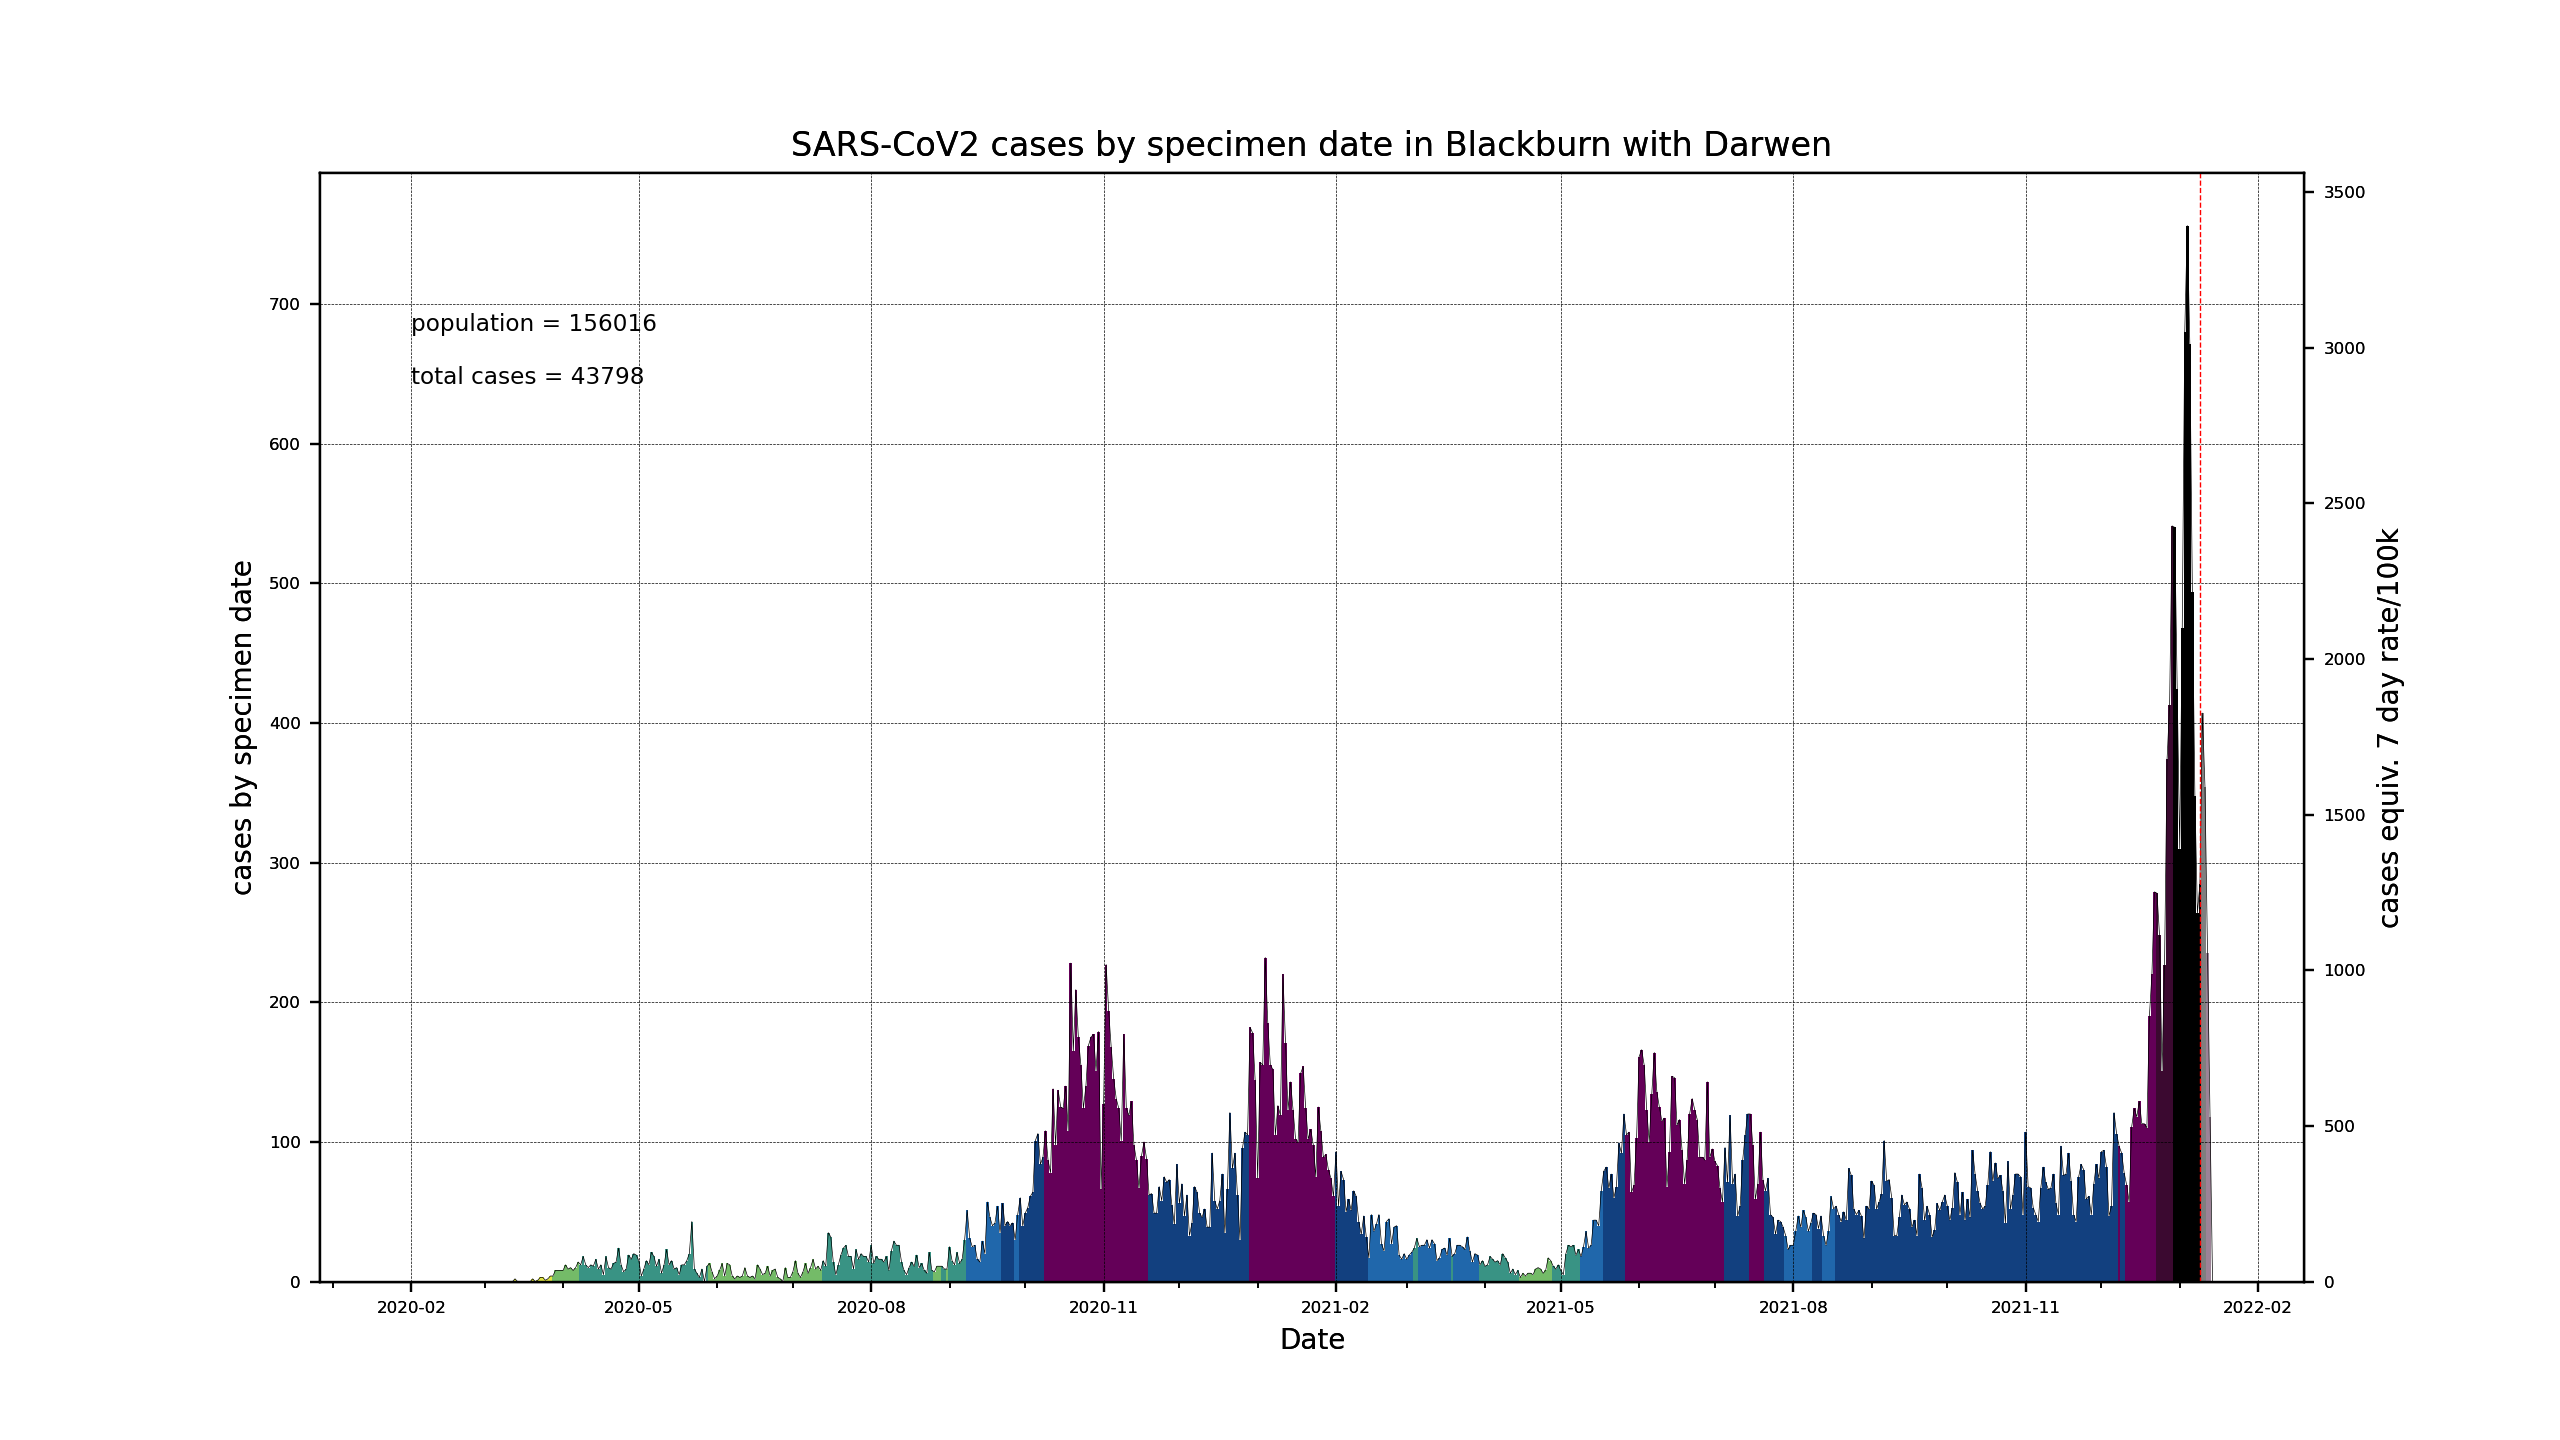 SARS-CoV2 cases by specimen date in Blackburn with Darwen
population = 156016
total cases = 43798
cases by specimen date
700
600
500
400
300
200
100
0
3500
3000
2500
2000
1500
1000
500
0
cases equiv. 7 day rate/100k
2020-02 2020-05 2020-08 2020-11 2021-02 2021-05 2021-08 2021-11 2022-02
Date